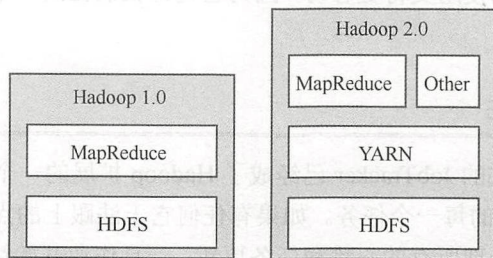 Hadoop 1.0
MapReduce
HDFS
Hadoop 2.0
MapReduce
Other
YARN
HDFS